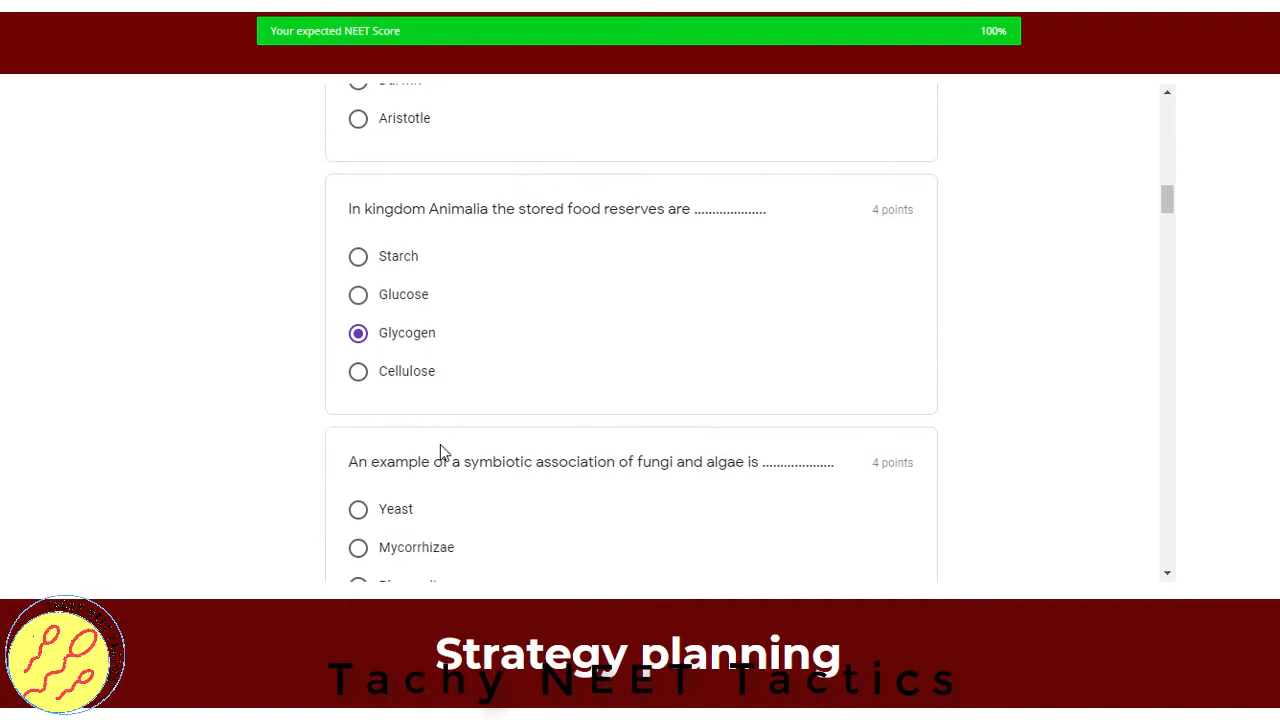 Your expected NEET Score 100%
Aristotle
In kingdom Animalia the stored food reserves are .................... 4 points
Starch
Glucose
Glycogen
Cellulose
An example of a symbiotic association of fungi and algae is .................... 4 points
Yeast
Mycorrhizae
Strategy planning
Tachy NEET Tactics